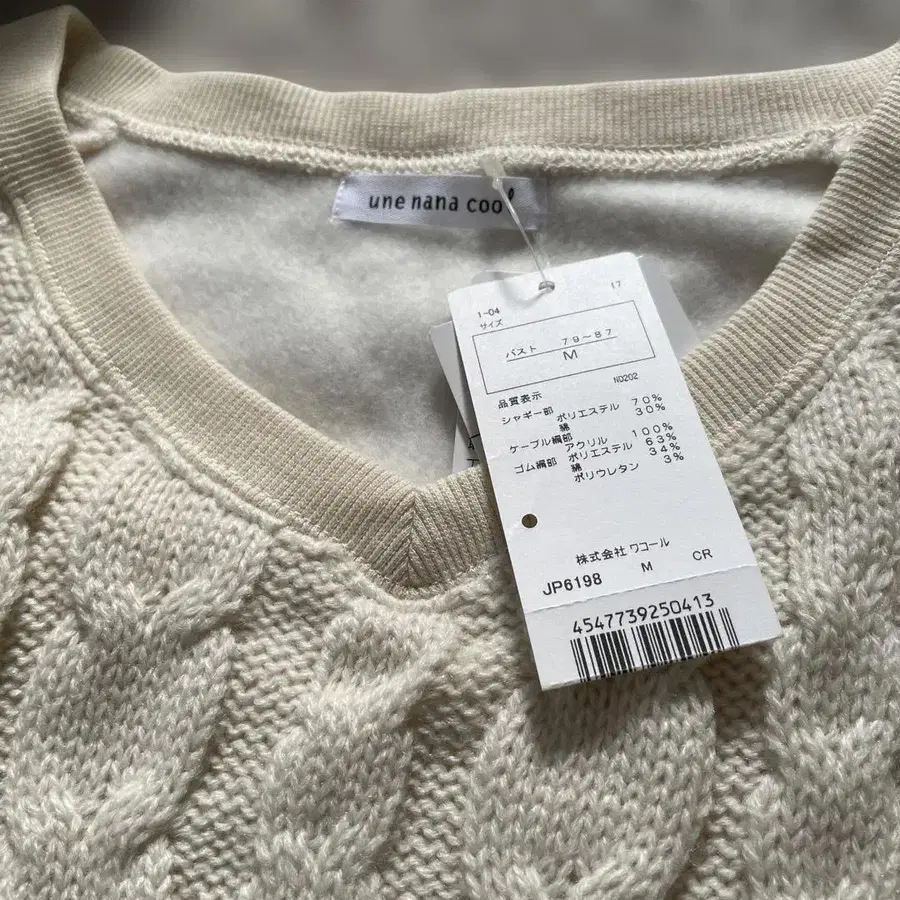 une nana cool
1-04 17
サイズ
バスト 79~87
M
ND202
品質表示
シャギー部 ポリエステル 70%
綿 30%
ケーブル編部
アクリル 100%
ゴム編部 ポリエステル 63%
綿 34%
ポリウレタン 3%
株式会社 ワコール
JP6198 M CR
4547739250413